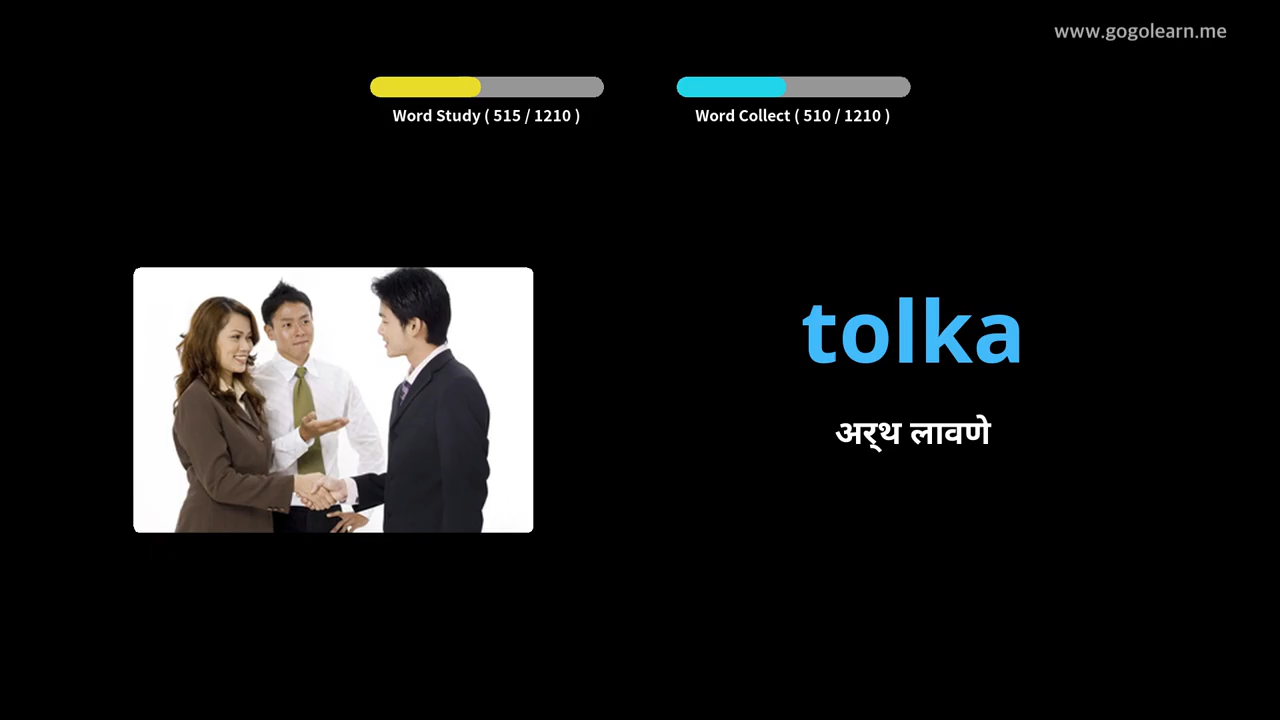 www.gogolearn.me
Word Study ( 515 / 1210 )
Word Collect ( 510 / 1210 )
tolka
अर्थ लावणे